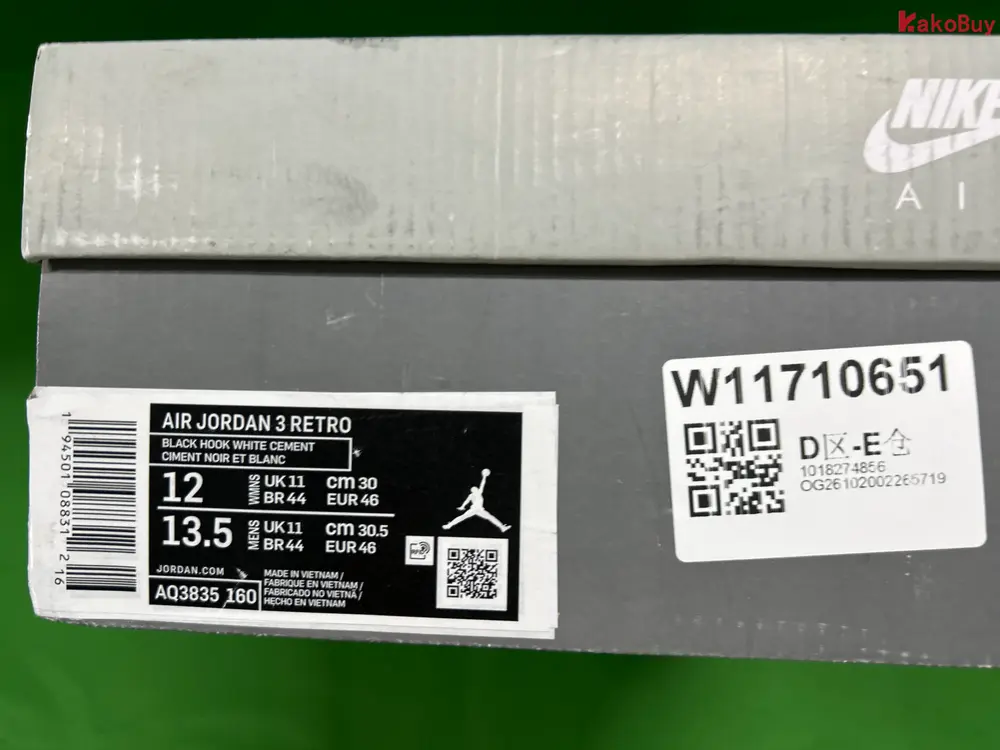 KakoBuy
NIKE
AI
W11710651
D区-E仓
1018274856
OG26102002265719
1 94501 08831 2 16
AIR JORDAN 3 RETRO
BLACK HOOK WHITE CEMENT
CIMENT NOIR ET BLANC
12 WMNS UK 11 cm 30
BR 44 EUR 46
13.5 MENS UK 11 cm 30.5
BR 44 EUR 46
RFID
JORDAN.COM
AQ3835 160
MADE IN VIETNAM /
FABRIQUE EN VIETNAM /
FABRICADO NO VIETNÃ /
HECHO EN VIETNAM